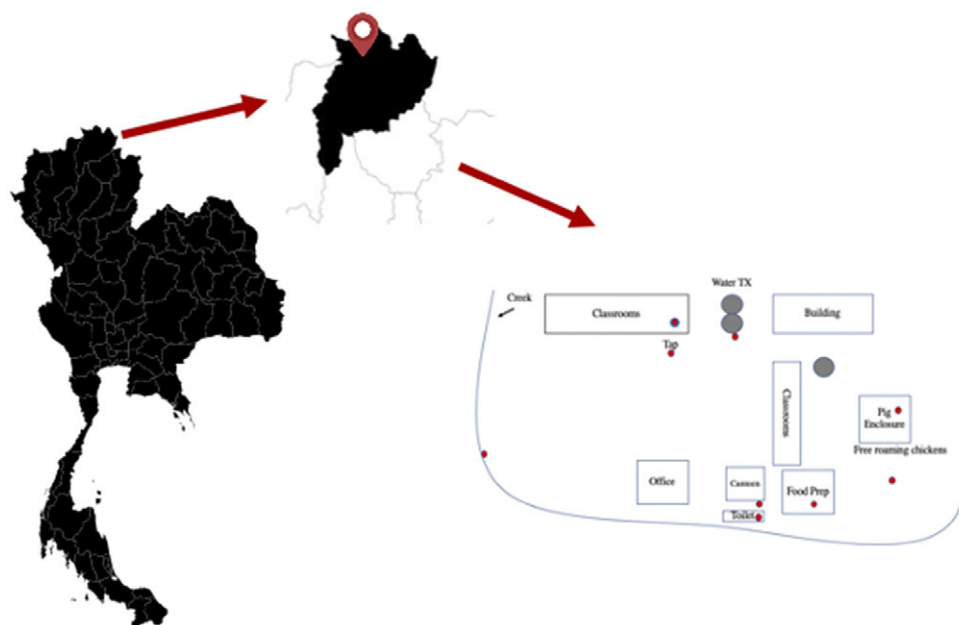 Water TX
Creek
Classrooms
Building
Tap
Classrooms
Pig
Enclosure
Free roaming chickens
Office
Canteen
Food Prep
Toilet